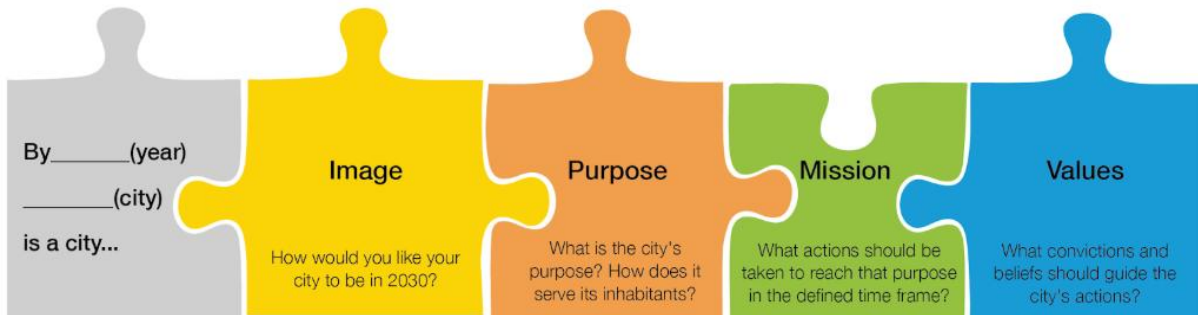 By______(year)
_______(city)
is a city...
Image
How would you like your
city to be in 2030?
Purpose
What is the city's
purpose? How does it
serve its inhabitants?
Mission
What actions should be
taken to reach that purpose
in the defined time frame?
Values
What convictions and
beliefs should guide the
city's actions?